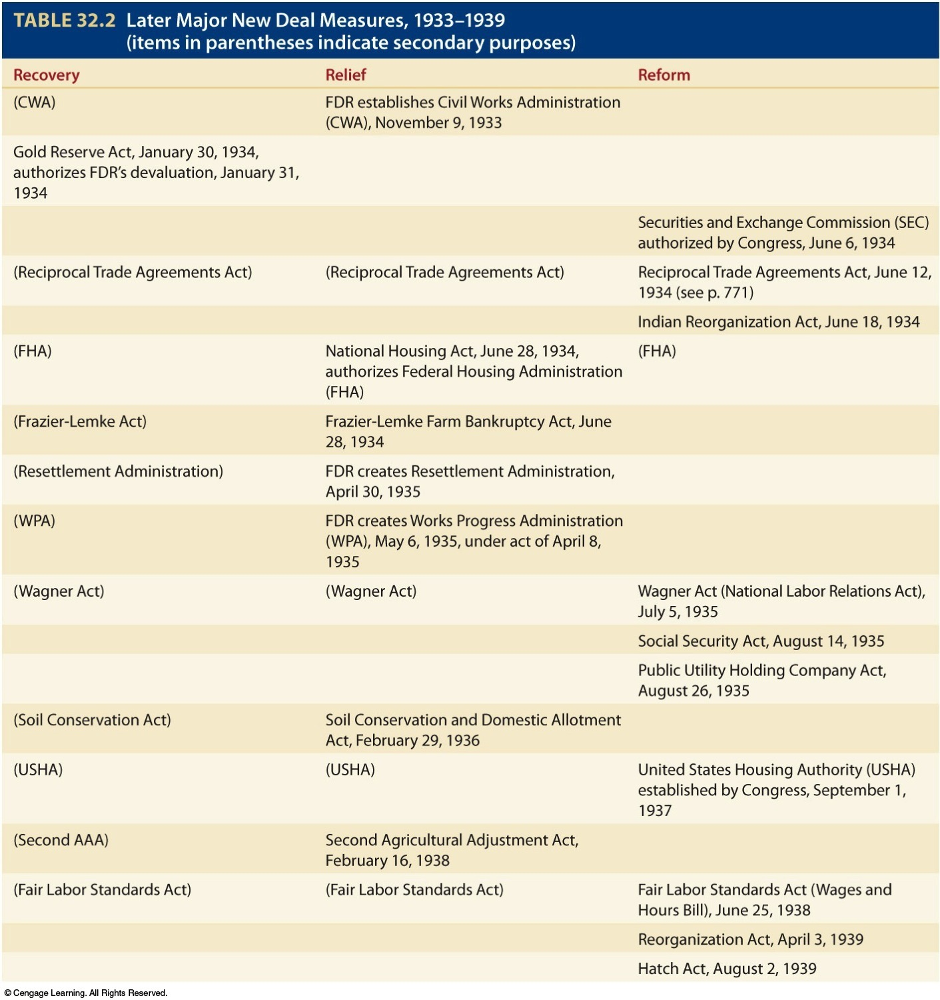 TABLE 32.2 Later Major New Deal Measures, 1933–1939
(items in parentheses indicate secondary purposes)
Recovery Relief Reform
(CWA) FDR establishes Civil Works Administration
(CWA), November 9, 1933
Gold Reserve Act, January 30, 1934,
authorizes FDR’s devaluation, January 31,
1934
Securities and Exchange Commission (SEC)
authorized by Congress, June 6, 1934
(Reciprocal Trade Agreements Act) (Reciprocal Trade Agreements Act) Reciprocal Trade Agreements Act, June 12,
1934 (see p. 771)
Indian Reorganization Act, June 18, 1934
(FHA) National Housing Act, June 28, 1934, (FHA)
authorizes Federal Housing Administration
(FHA)
(Frazier-Lemke Act) Frazier-Lemke Farm Bankruptcy Act, June
28, 1934
(Resettlement Administration) FDR creates Resettlement Administration,
April 30, 1935
(WPA) FDR creates Works Progress Administration
(WPA), May 6, 1935, under act of April 8,
1935
(Wagner Act) (Wagner Act) Wagner Act (National Labor Relations Act),
July 5, 1935
Social Security Act, August 14, 1935
Public Utility Holding Company Act,
August 26, 1935
(Soil Conservation Act) Soil Conservation and Domestic Allotment
Act, February 29, 1936
(USHA) (USHA) United States Housing Authority (USHA)
established by Congress, September 1,
1937
(Second AAA) Second Agricultural Adjustment Act,
February 16, 1938
(Fair Labor Standards Act) (Fair Labor Standards Act) Fair Labor Standards Act (Wages and
Hours Bill), June 25, 1938
Reorganization Act, April 3, 1939
Hatch Act, August 2, 1939
© Cengage Learning. All Rights Reserved.